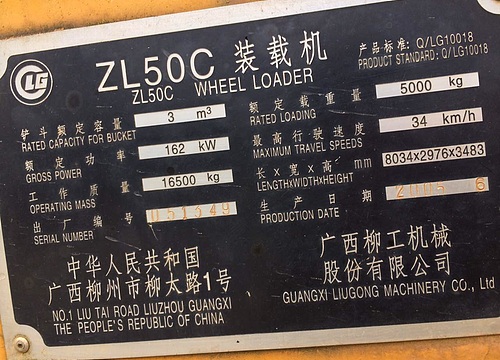 CLG
ZL50C 装载机
ZL50C WHEEL LOADER
产品标准: Q/LG10018
PRODUCT STANDARD: Q/LG10018
铲斗额定容量 3 m³
RATED CAPACITY FOR BUCKET
额定载重量 5000 kg
RATED LOADING
额定功率 162 kW
GROSS POWER
最高行驶速度 34 km/h
MAXIMUM TRAVEL SPEEDS
工作质量 16500 kg
OPERATING MASS
长×宽×高 mm 8034x2976x3483
LENGTHXWIDTHXHEIGHT
出厂编号
SERIAL NUMBER
生产日期
PRODUCTION DATE
中华人民共和国
广西柳州市柳太路1号
NO.1 LIU TAI ROAD LIUZHOU GUANGXI
THE PEOPLE'S REPUBLIC OF CHINA
广西柳工机械
股份有限公司
GUANGXI LIUGONG MACHINERY CO., Ltd